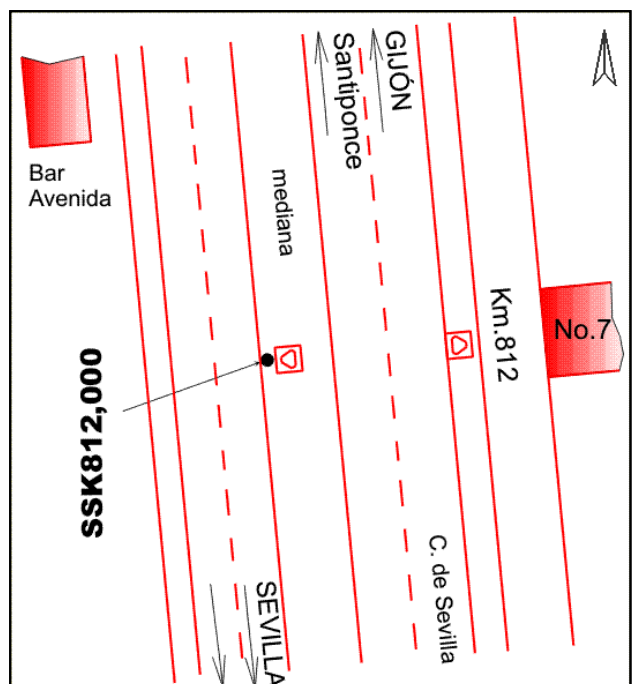 GIJÓN
Santiponce
Bar
Avenida
mediana
Km.812
No.7
SSK812,000
C. de Sevilla
SEVILLA